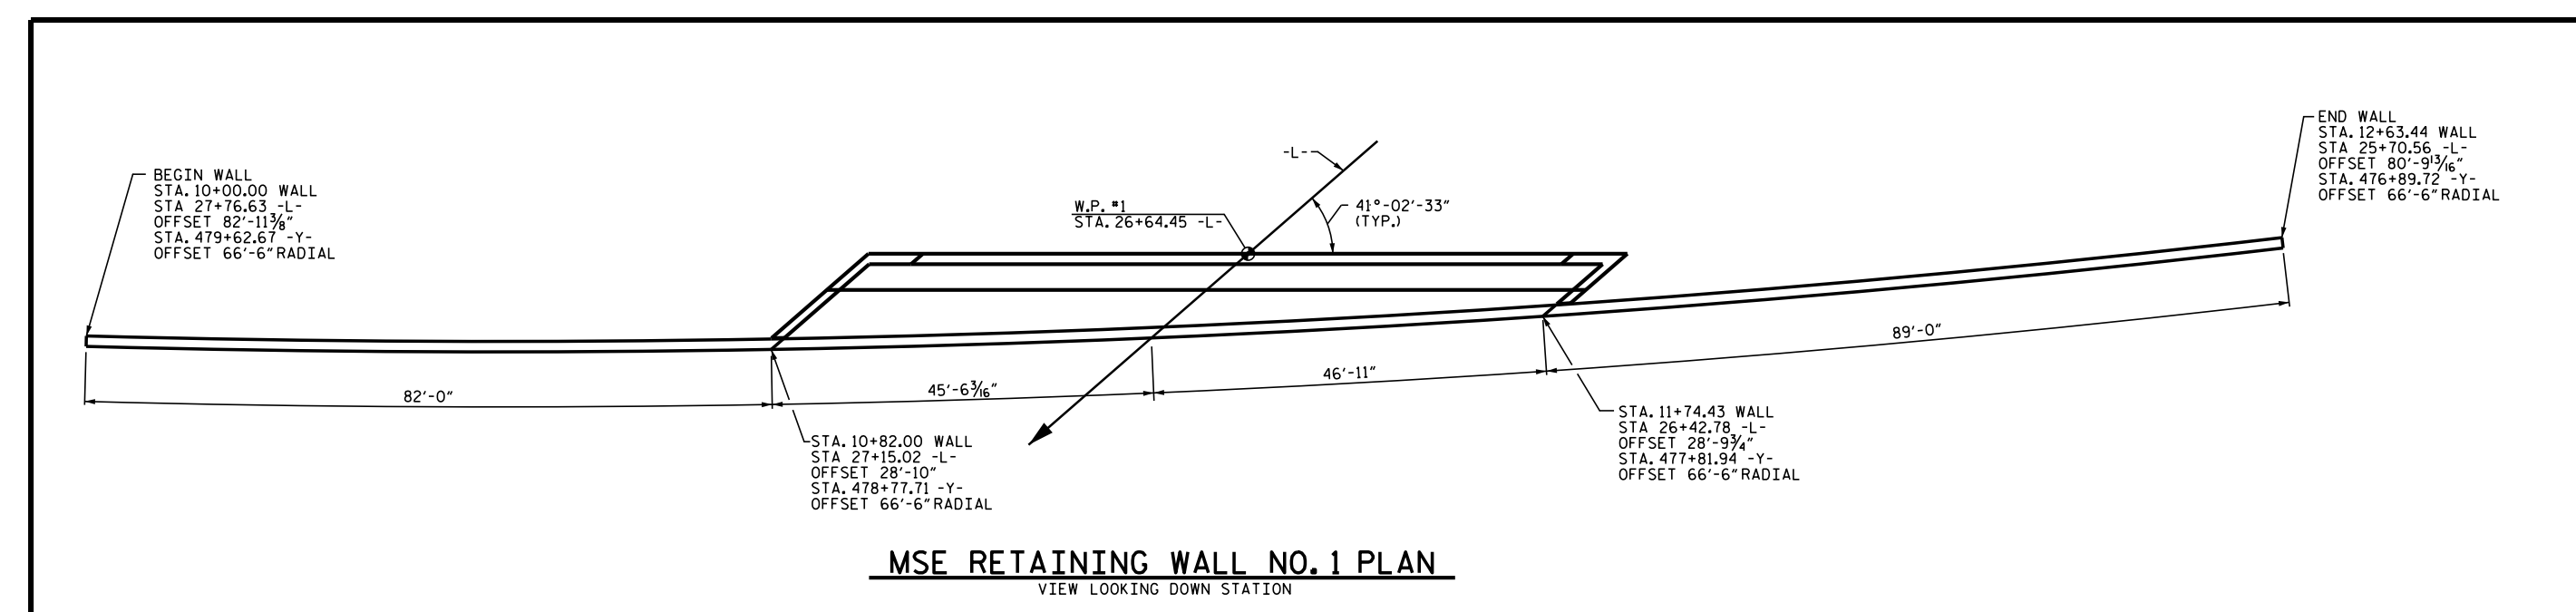 BEGIN WALL
STA. 10+00.00 WALL
STA 27+76.63 -L-
OFFSET 82'-11⅜"
STA. 479+62.67 -Y-
OFFSET 66'-6" RADIAL
W.P. #1
STA. 26+64.45 -L-
-L-
41°-02'-33"
(TYP.)
END WALL
STA. 12+63.44 WALL
STA 25+70.56 -L-
OFFSET 80'-9 13/16"
STA. 476+89.72 -Y-
OFFSET 66'-6" RADIAL
82'-0"
45'-6 3/16"
46'-11"
89'-0"
STA. 10+82.00 WALL
STA 27+15.02 -L-
OFFSET 28'-10"
STA. 478+77.71 -Y-
OFFSET 66'-6" RADIAL
STA. 11+74.43 WALL
STA 26+42.78 -L-
OFFSET 28'-9¾"
STA. 477+81.94 -Y-
OFFSET 66'-6" RADIAL
MSE RETAINING WALL NO. 1 PLAN
VIEW LOOKING DOWN STATION